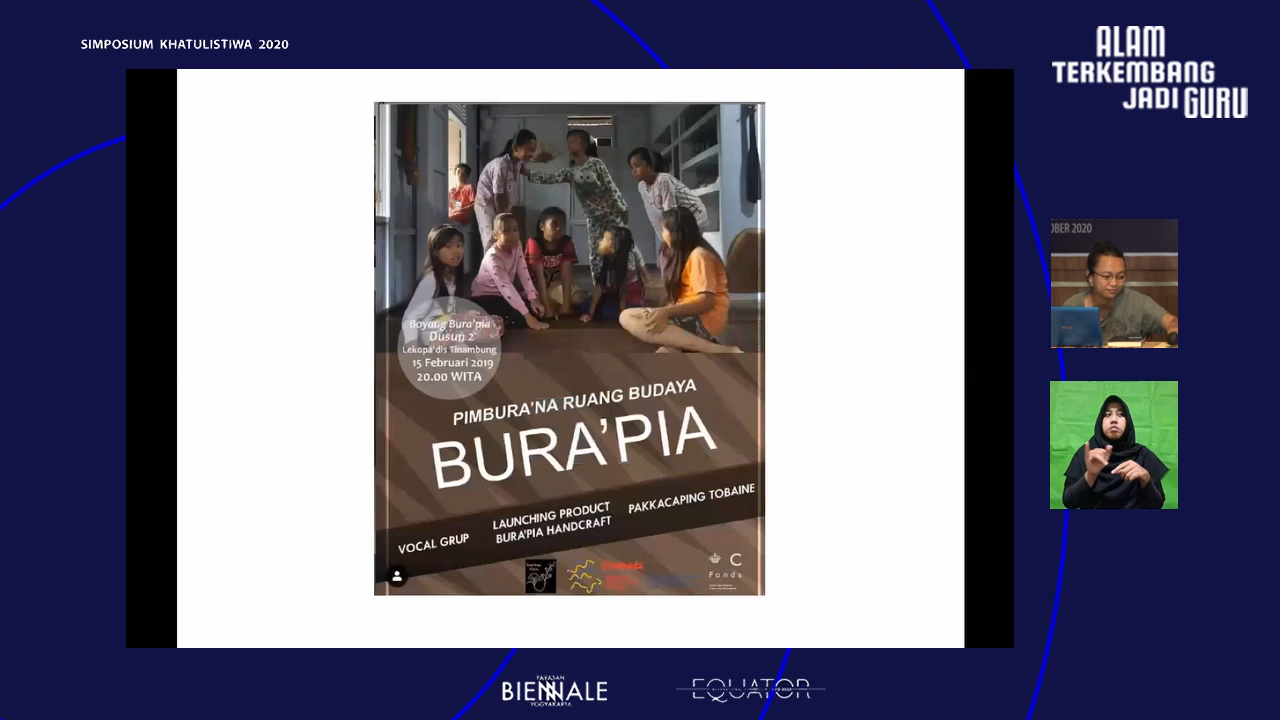 SIMPOSIUM KHATULISTIWA 2020
ALAM
TERKEMBANG
JADI GURU
OBER 2020
Boyang Bura'pia
Dusun 2
Lekopa'dis Tinambung
15 Februari 2019
20.00 WITA
PIMBURA'NA RUANG BUDAYA
BURA'PIA
VOCAL GRUP
LAUNCHING PRODUCT
BURA'PIA HANDCRAFT
PAKKACAPING TOBAINE
C
Fonds
YAYASAN
BIENNALE
YOGYAKARTA
EQUATOR